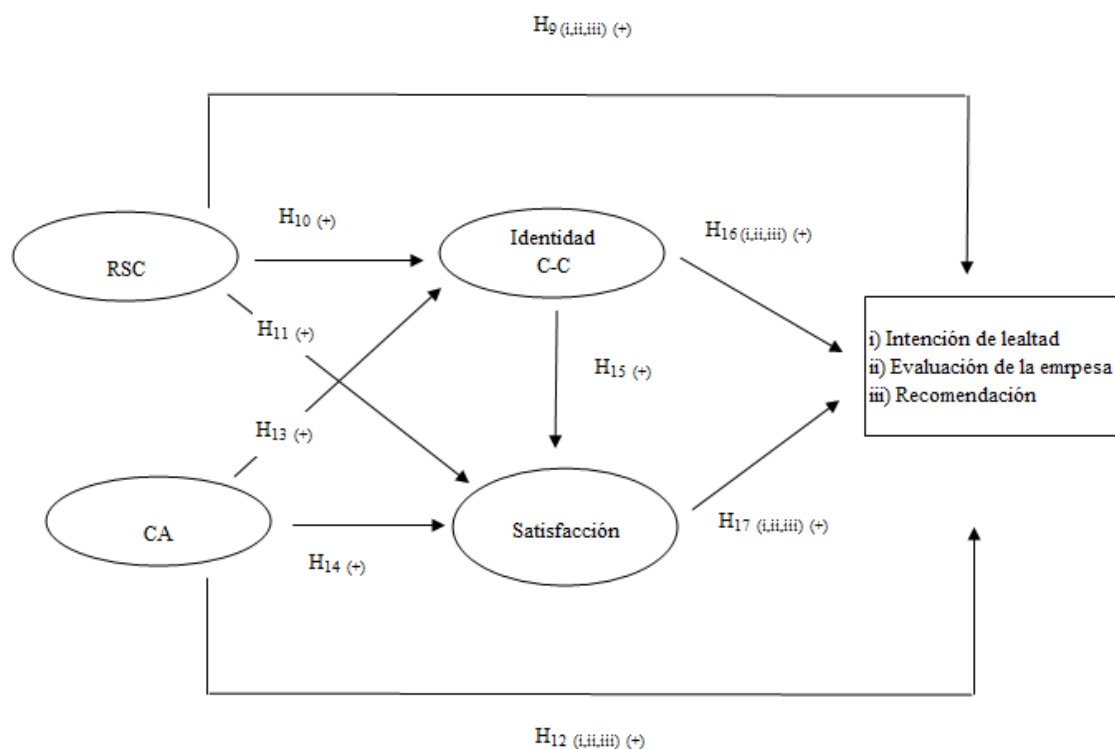 H9 (i,ii,iii) (+)
H10 (+)
Identidad
C-C
H16 (i,ii,iii) (+)
RSC
H11 (+)
i) Intención de lealtad
ii) Evaluación de la emrpesa
iii) Recomendación
H15 (+)
H13 (+)
CA
Satisfacción
H17 (i,ii,iii) (+)
H14 (+)
H12 (i,ii,iii) (+)